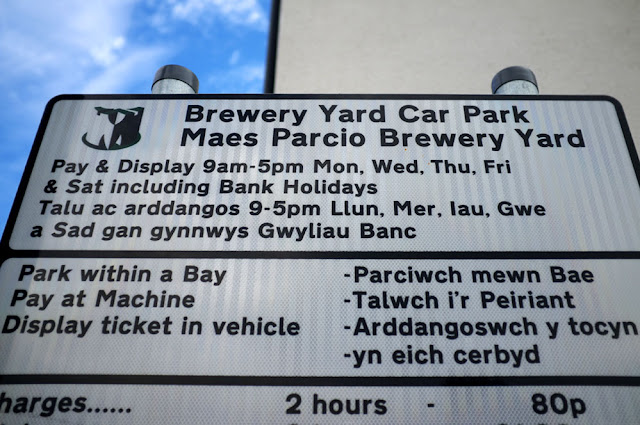 Brewery Yard Car Park
Maes Parcio Brewery Yard
Pay & Display 9am-5pm Mon, Wed, Thu, Fri
& Sat including Bank Holidays
Talu ac arddangos 9-5pm Llun, Mer, Iau, Gwe
a Sad gan gynnwys Gwyliau Banc
Park within a Bay
Pay at Machine
Display ticket in vehicle
-Parciwch mewn Bae
-Talwch i'r Peiriant
-Arddangoswch y tocyn
-yn eich cerbyd
harges...... 2 hours - 80p